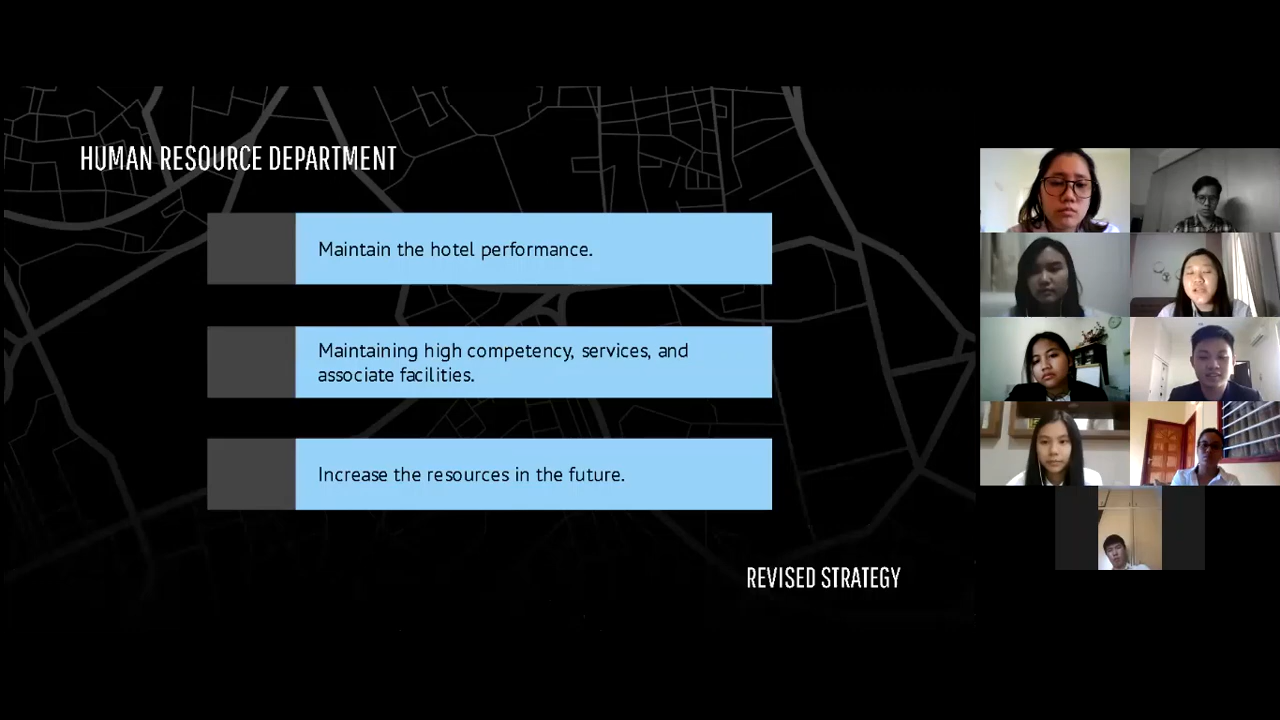 HUMAN RESOURCE DEPARTMENT
Maintain the hotel performance.
Maintaining high competency, services, and
associate facilities.
Increase the resources in the future.
REVISED STRATEGY